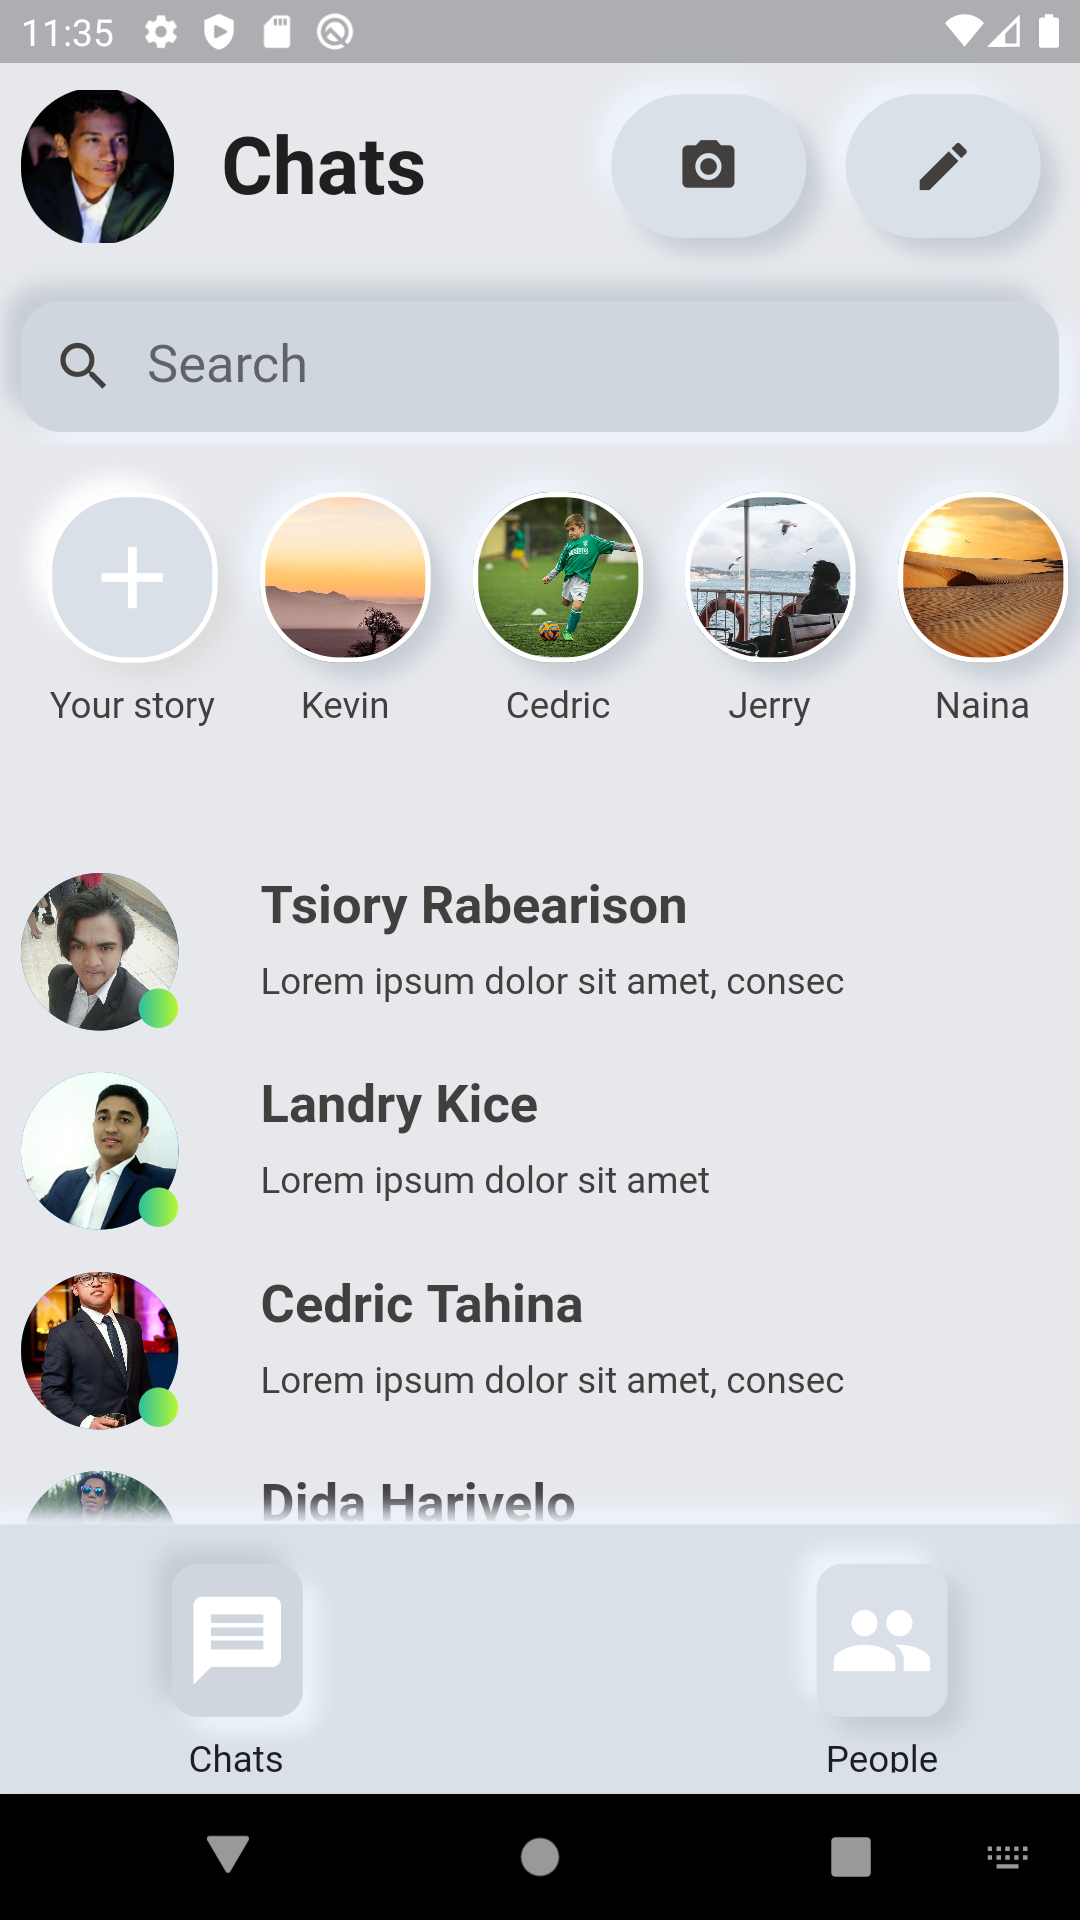 11:35
Chats
Search
Your story
Kevin
Cedric
Jerry
Naina
Tsiory Rabearison
Lorem ipsum dolor sit amet, consec
Landry Kice
Lorem ipsum dolor sit amet
Cedric Tahina
Lorem ipsum dolor sit amet, consec
Dida Harivelo
Chats
People